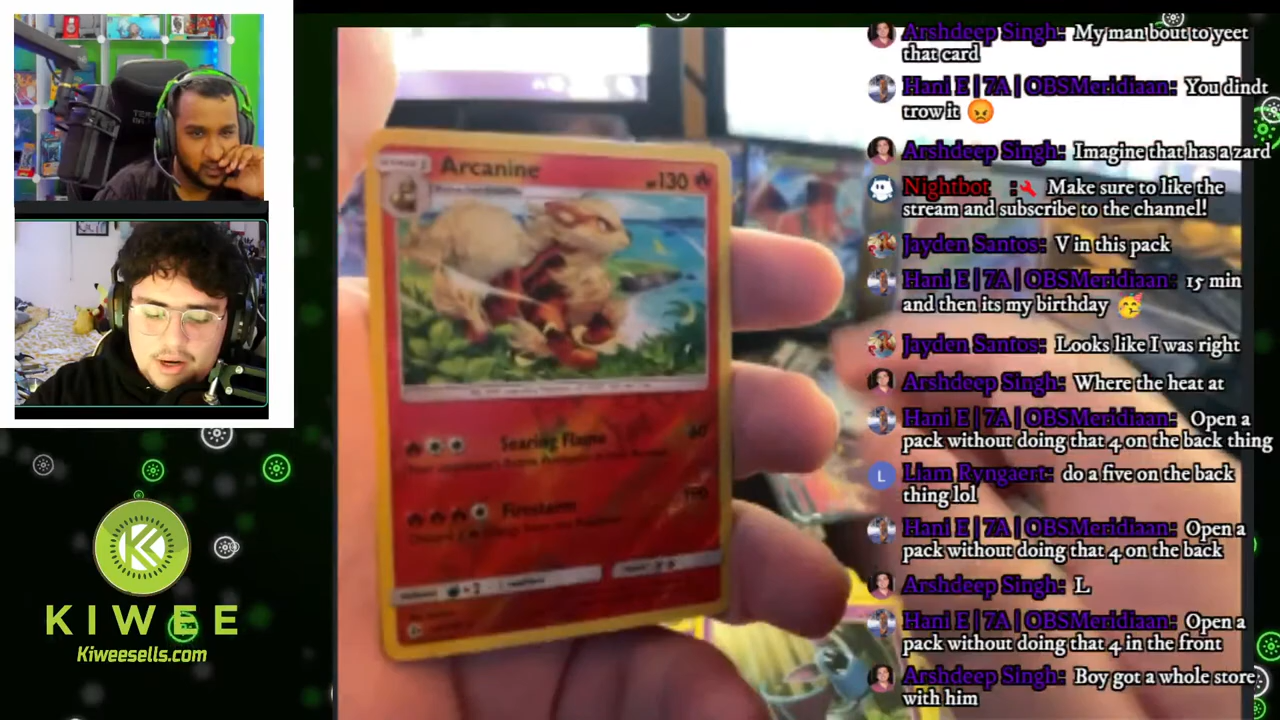 Arshdeep Singh: My man bout to yeet
that card
Hani E | 7A | OBSMeridiaan: You dindt
trow it 😡
Arshdeep Singh: Imagine that has a zard
Nightbot : Make sure to like the
stream and subscribe to the channel!
Jayden Santos: V in this pack
Hani E | 7A | OBSMeridiaan: 15 min
and then its my birthday 🥳
Jayden Santos: Looks like I was right
Arshdeep Singh: Where the heat at
Hani E | 7A | OBSMeridiaan: Open a
pack without doing that 4 on the back thing
L Liam Ryngaert: do a five on the back
thing lol
Hani E | 7A | OBSMeridiaan: Open a
pack without doing that 4 on the back
Arshdeep Singh: L
Hani E | 7A | OBSMeridiaan: Open a
pack without doing that 4 in the front
Arshdeep Singh: Boy got a whole store
with him
Arcanine
130
Searing Flame 60
Firestorm 190
K
KIWEE
Kiweesells.com